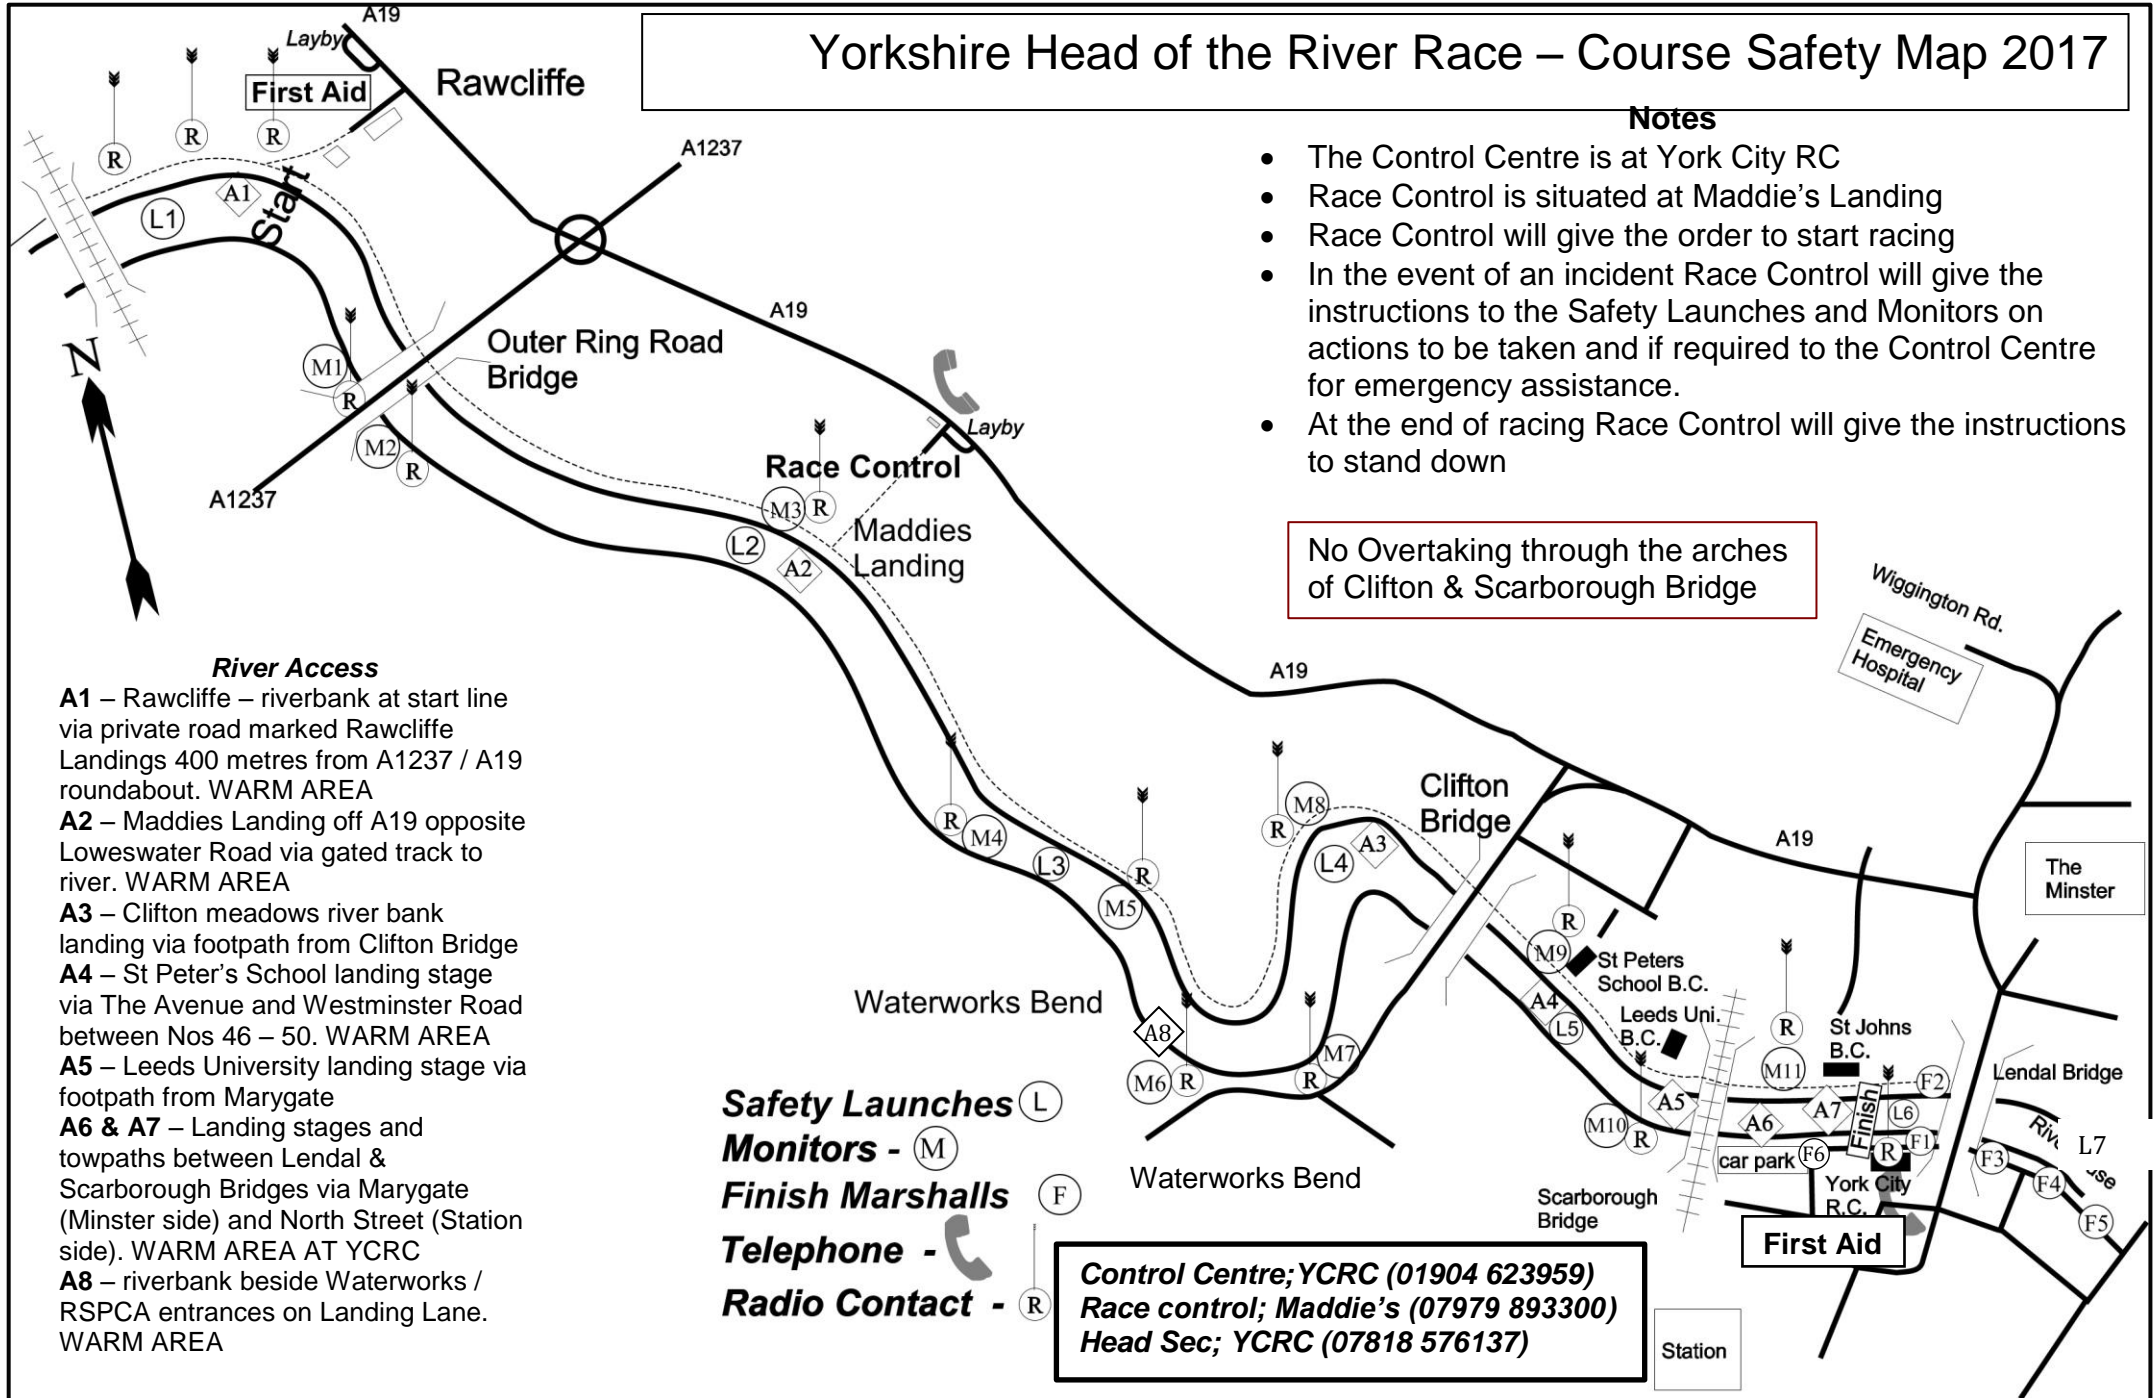 Yorkshire Head of the River Race – Course Safety Map 2017
Notes
• The Control Centre is at York City RC
• Race Control is situated at Maddie's Landing
• Race Control will give the order to start racing
• In the event of an incident Race Control will give the
instructions to the Safety Launches and Monitors on
actions to be taken and if required to the Control Centre
for emergency assistance.
• At the end of racing Race Control will give the instructions
to stand down
No Overtaking through the arches
of Clifton & Scarborough Bridge
A19
Layby
First Aid
Rawcliffe
R
R
R
A1237
L1
A1
Start
N
A19
Outer Ring Road
Bridge
M1
R
M2
R
A1237
Layby
Race Control
M3
R
Maddies
Landing
L2
A2
Wiggington Rd.
Emergency
Hospital
A19
River Access
A1 – Rawcliffe – riverbank at start line
via private road marked Rawcliffe
Landings 400 metres from A1237 / A19
roundabout. WARM AREA
A2 – Maddies Landing off A19 opposite
Loweswater Road via gated track to
river. WARM AREA
A3 – Clifton meadows river bank
landing via footpath from Clifton Bridge
A4 – St Peter's School landing stage
via The Avenue and Westminster Road
between Nos 46 – 50. WARM AREA
A5 – Leeds University landing stage via
footpath from Marygate
A6 & A7 – Landing stages and
towpaths between Lendal &
Scarborough Bridges via Marygate
(Minster side) and North Street (Station
side). WARM AREA AT YCRC
A8 – riverbank beside Waterworks /
RSPCA entrances on Landing Lane.
WARM AREA
R
M4
L3
R
M5
M8
R
L4
A3
Clifton
Bridge
A19
The
Minster
Waterworks Bend
A8
M6
R
R
M7
Waterworks Bend
R
M9
St Peters
School B.C.
A4
L5
Leeds Uni.
B.C.
R
St Johns
B.C.
M11
M10
R
A5
A6
A7
Finish
L6
F2
F1
Lendal Bridge
car park
F6
R
York City
R.C.
F3
F4
F5
L7
Scarborough
Bridge
First Aid
Station
Safety Launches L
Monitors - M
Finish Marshalls F
Telephone -
Radio Contact - R
Control Centre;YCRC (01904 623959)
Race control; Maddie's (07979 893300)
Head Sec; YCRC (07818 576137)